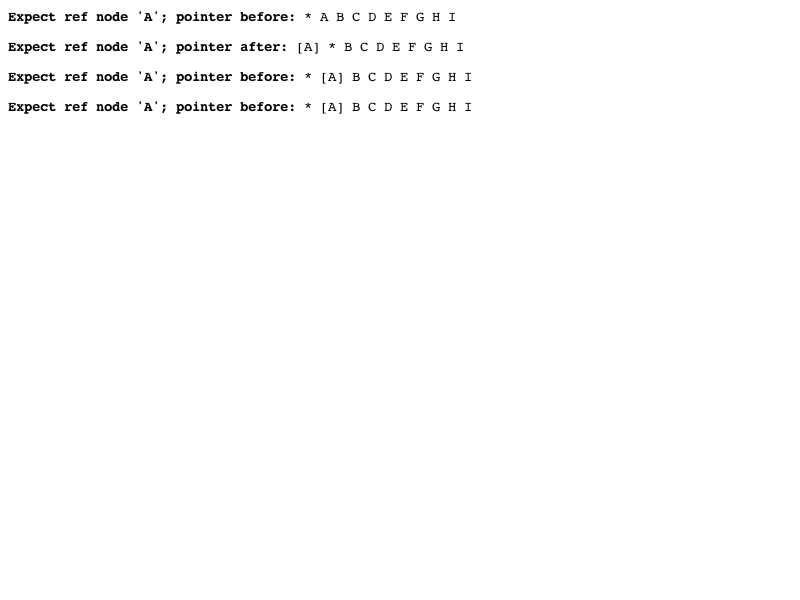 Expect ref node 'A'; pointer before: * A B C D E F G H I
Expect ref node 'A'; pointer after: [A] * B C D E F G H I
Expect ref node 'A'; pointer before: * [A] B C D E F G H I
Expect ref node 'A'; pointer before: * [A] B C D E F G H I